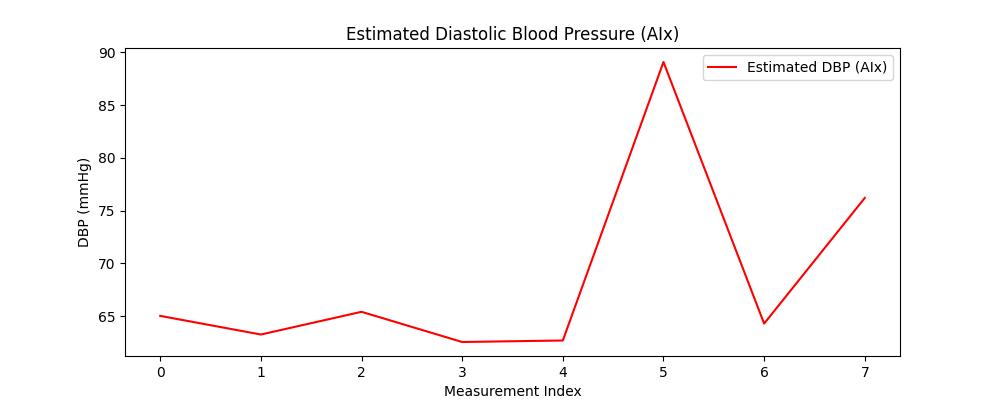 Estimated Diastolic Blood Pressure (AIx)
Estimated DBP (AIx)
DBP (mmHg)
90
85
80
75
70
65
0 1 2 3 4 5 6 7
Measurement Index